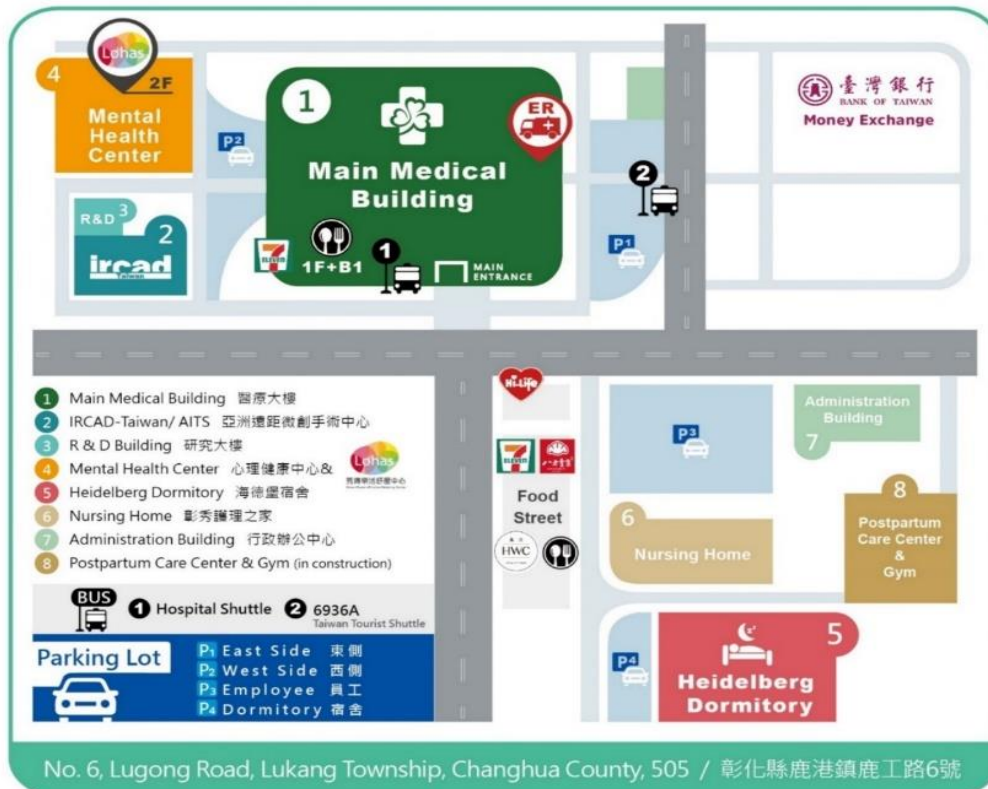 Lohas
2F
4
Mental
Health
Center
P2
1
ER
Main Medical
Building
7
ELEVEN
1F+B1
1
MAIN
ENTRANCE
2
P1
臺灣銀行
BANK OF TAIWAN
Money Exchange
R&D 3
2
ircad
Taiwan
1 Main Medical Building 醫療大樓
2 IRCAD-Taiwan/ AITS 亞洲遠距微創手術中心
3 R & D Building 研究大樓
4 Mental Health Center 心理健康中心&
Lohas
5 Heidelberg Dormitory 海德堡宿舍
6 Nursing Home 彰秀護理之家
7 Administration Building 行政辦公中心
8 Postpartum Care Center & Gym (in construction)
BUS
1 Hospital Shuttle 2 6936A
Taiwan Tourist Shuttle
Parking Lot
P1 East Side 東側
P2 West Side 西側
P3 Employee 員工
P4 Dormitory 宿舍
Hi-Life
7
ELEVEN
Food
Street
HWC
P3
Administration
Building
7
6
Nursing Home
8
Postpartum
Care Center
&
Gym
P4
5
Heidelberg
Dormitory
No. 6, Lugong Road, Lukang Township, Changhua County, 505 / 彰化縣鹿港鎮鹿工路6號